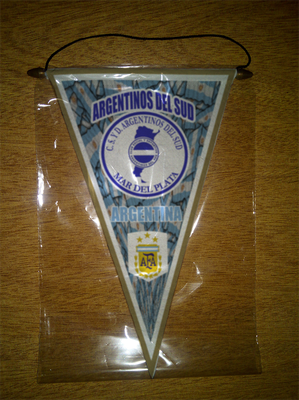 ARGENTINOS DEL SUD
C.S.Y D. ARGENTINOS DEL SUD
MAR DEL PLATA
ARGENTINA
AFA